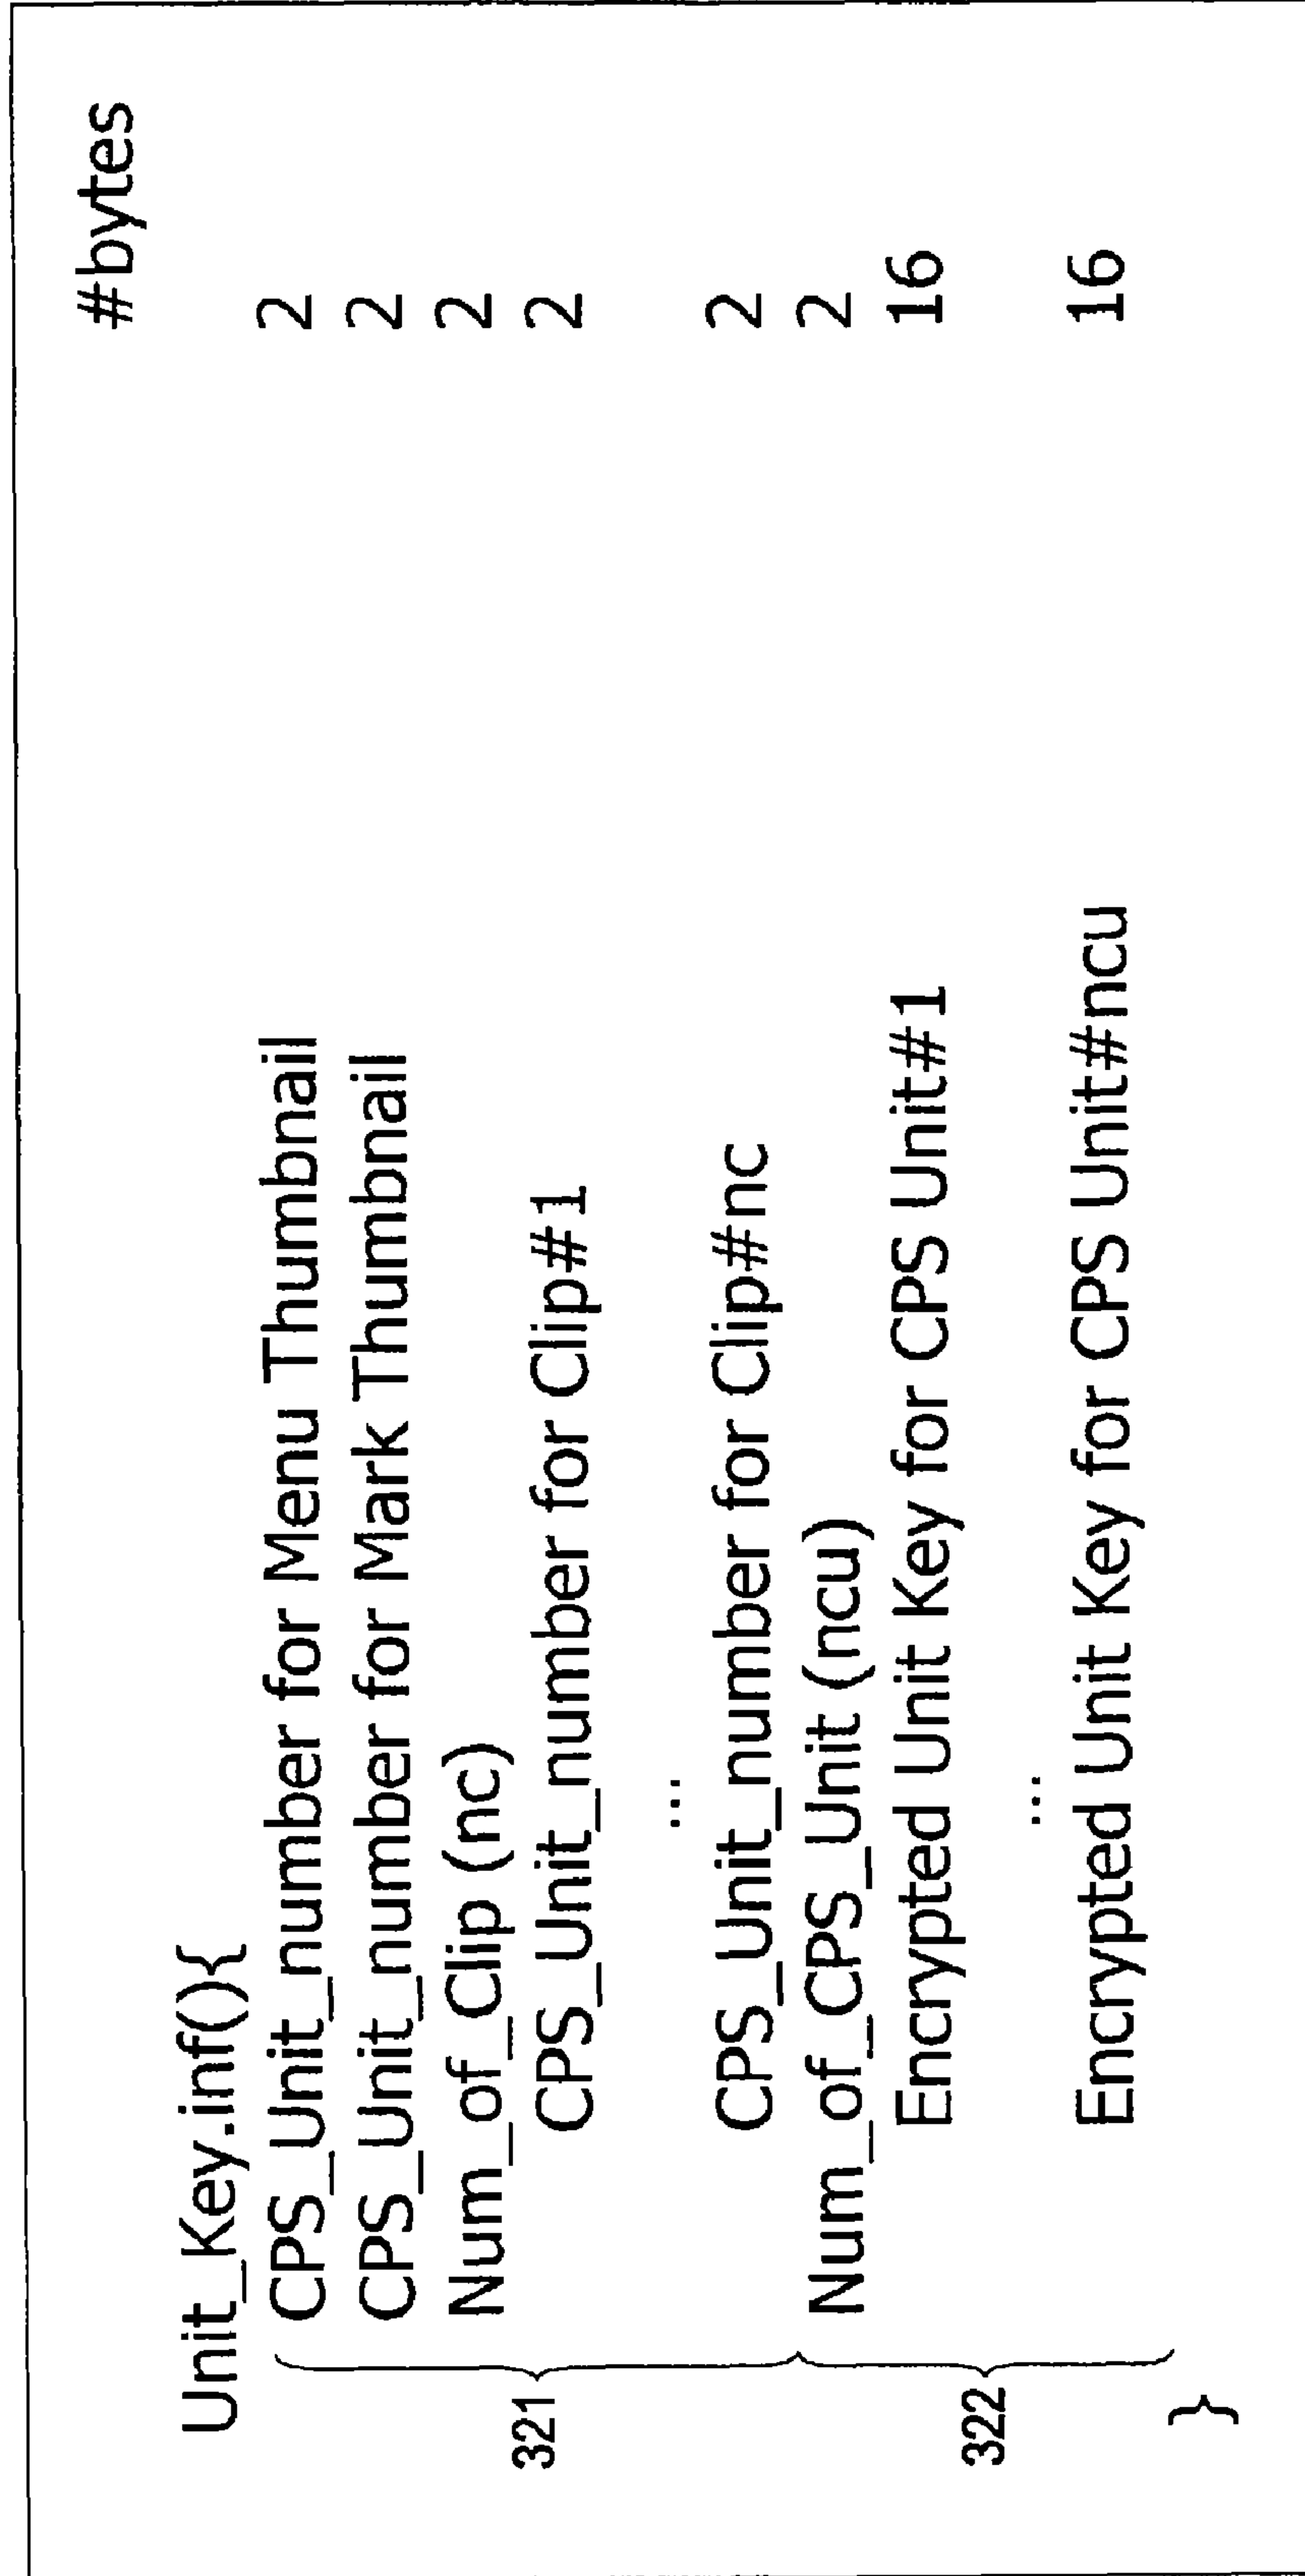 #bytes
Unit_Key.inf(){
CPS_Unit_number for Menu Thumbnail 2
CPS_Unit_number for Mark Thumbnail 2
Num_of_Clip (nc) 2
CPS_Unit_number for Clip#1 2
...
CPS_Unit_number for Clip#nc 2
Num_of_CPS_Unit (ncu) 2
Encrypted Unit Key for CPS Unit#1 16
...
Encrypted Unit Key for CPS Unit#ncu 16
}
321
322